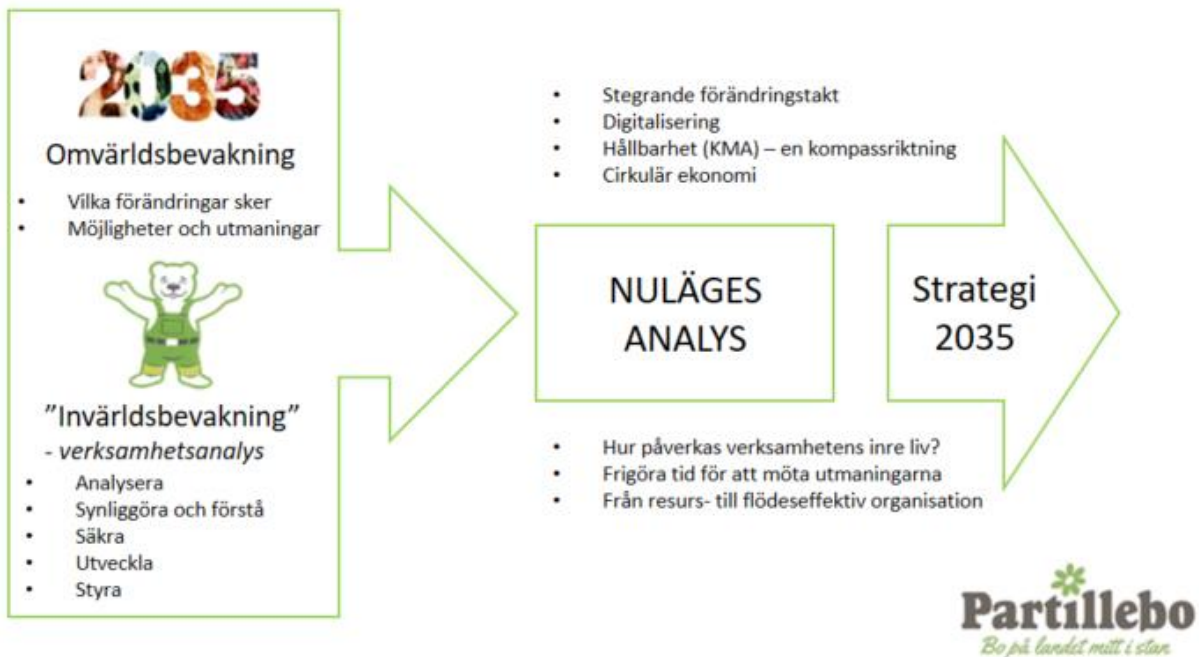 2035
Omvärldsbevakning
• Vilka förändringar sker
• Möjligheter och utmaningar
"Invärldsbevakning"
- verksamhetsanalys
• Analysera
• Synliggöra och förstå
• Säkra
• Utveckla
• Styra
• Stegrande förändringstakt
• Digitalisering
• Hållbarhet (KMA) – en kompassriktning
• Cirkulär ekonomi
NULÄGES
ANALYS
• Hur påverkas verksamhetens inre liv?
• Frigöra tid för att möta utmaningarna
• Från resurs- till flödeseffektiv organisation
Strategi
2035
Partillebo
Bo på landet mitt i stan